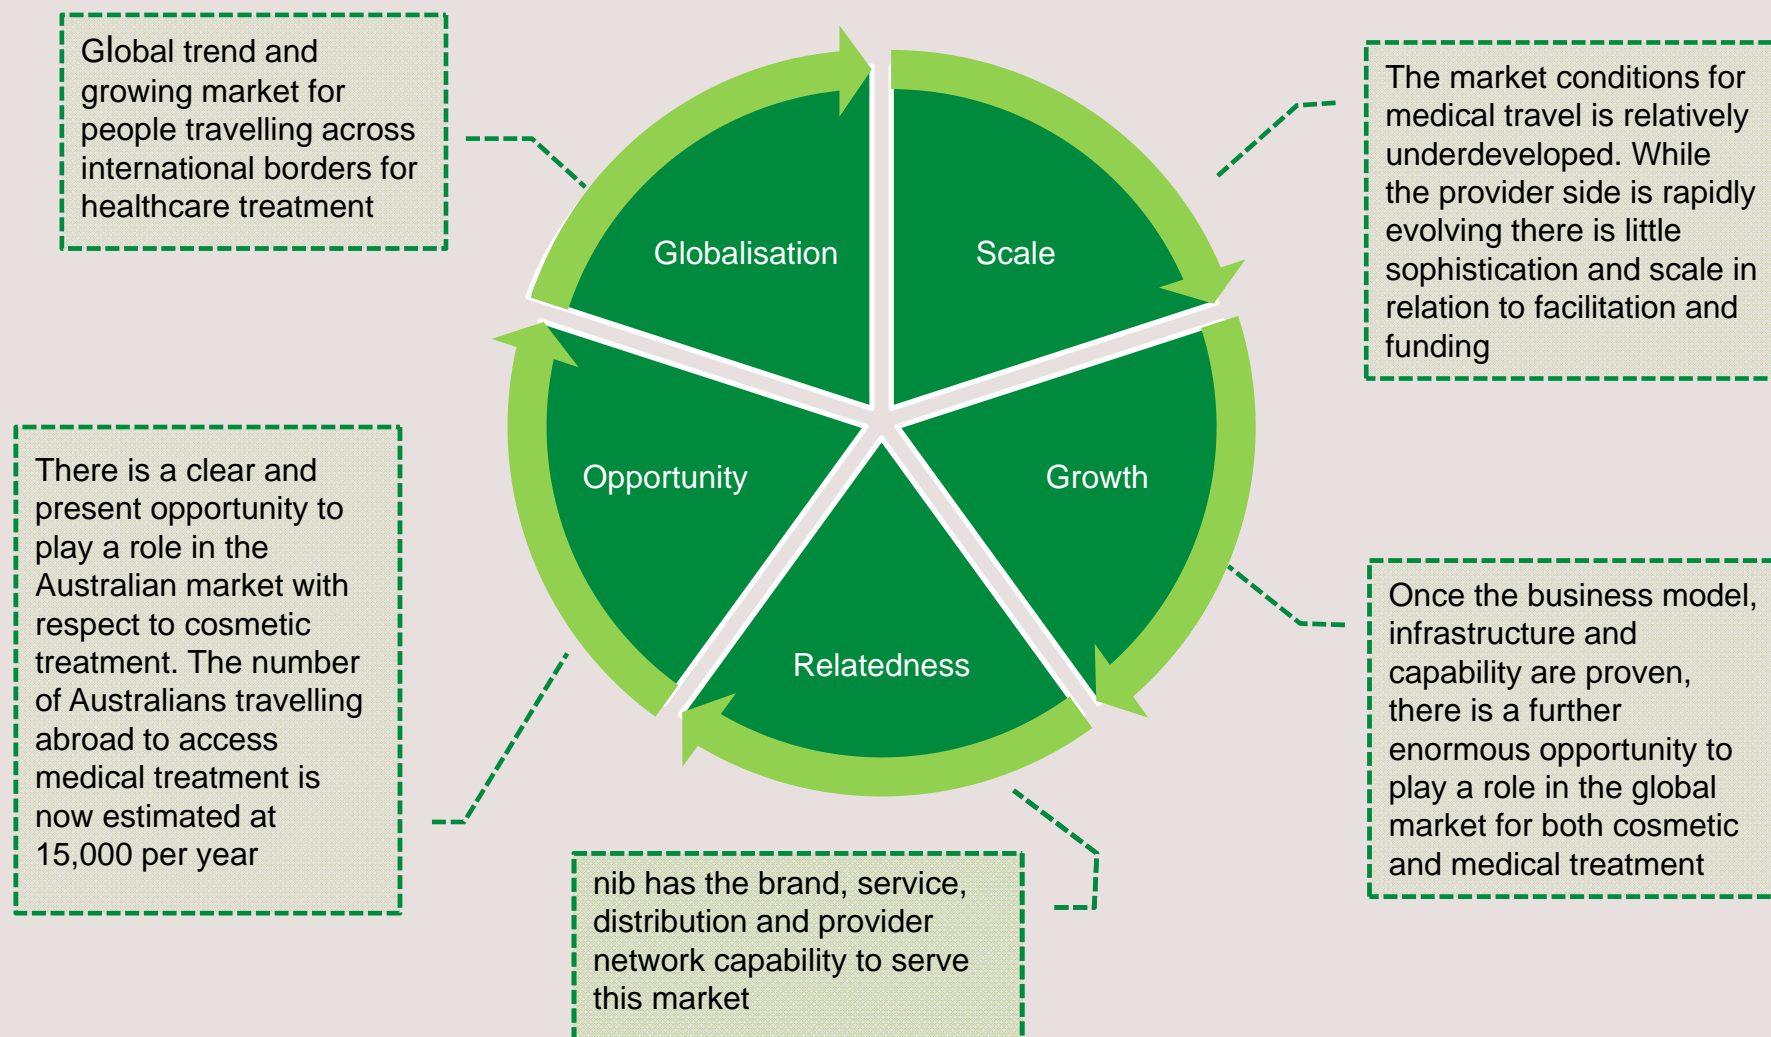 Global trend and
growing market for
people travelling across
international borders for
healthcare treatment
The market conditions for
medical travel is relatively
underdeveloped. While
the provider side is rapidly
evolving there is little
sophistication and scale in
relation to facilitation and
funding
Globalisation
Scale
Opportunity
Growth
Relatedness
There is a clear and
present opportunity to
play a role in the
Australian market with
respect to cosmetic
treatment. The number
of Australians travelling
abroad to access
medical treatment is
now estimated at
15,000 per year
Once the business model,
infrastructure and
capability are proven,
there is a further
enormous opportunity to
play a role in the global
market for both cosmetic
and medical treatment
nib has the brand, service,
distribution and provider
network capability to serve
this market